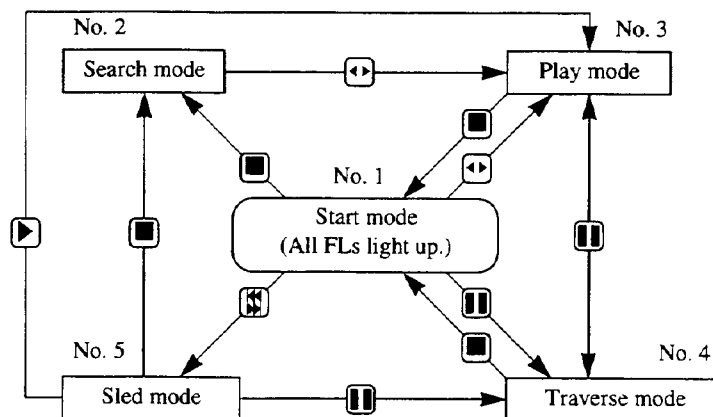 No. 2
No. 3
Search mode
Play mode
No. 1
Start mode
(All FLs light up.)
No. 5
No. 4
Sled mode
Traverse mode